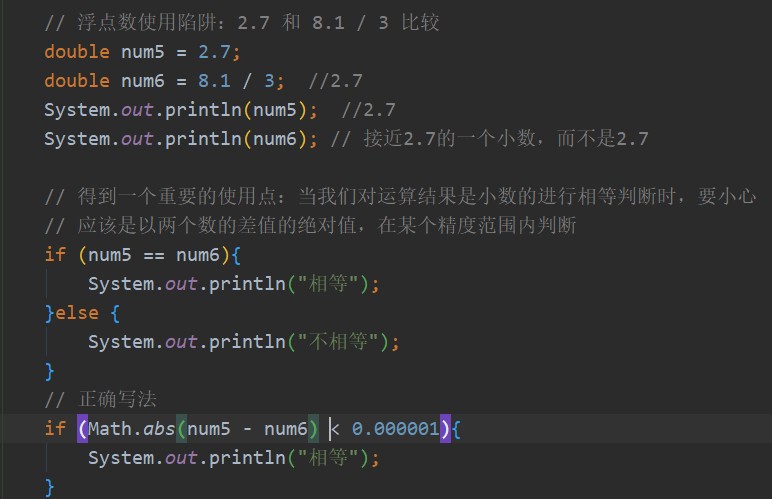 // 浮点数使用陷阱：2.7 和 8.1 / 3 比较
double num5 = 2.7;
double num6 = 8.1 / 3;  //2.7
System.out.println(num5);  //2.7
System.out.println(num6); // 接近2.7的一个小数，而不是2.7
// 得到一个重要的使用点：当我们对运算结果是小数的进行相等判断时，要小心
// 应该是以两个数的差值的绝对值，在某个精度范围内判断
if (num5 == num6){
    System.out.println("相等");
}else {
    System.out.println("不相等");
}
// 正确写法
if (Math.abs(num5 - num6) < 0.000001){
    System.out.println("相等");
}